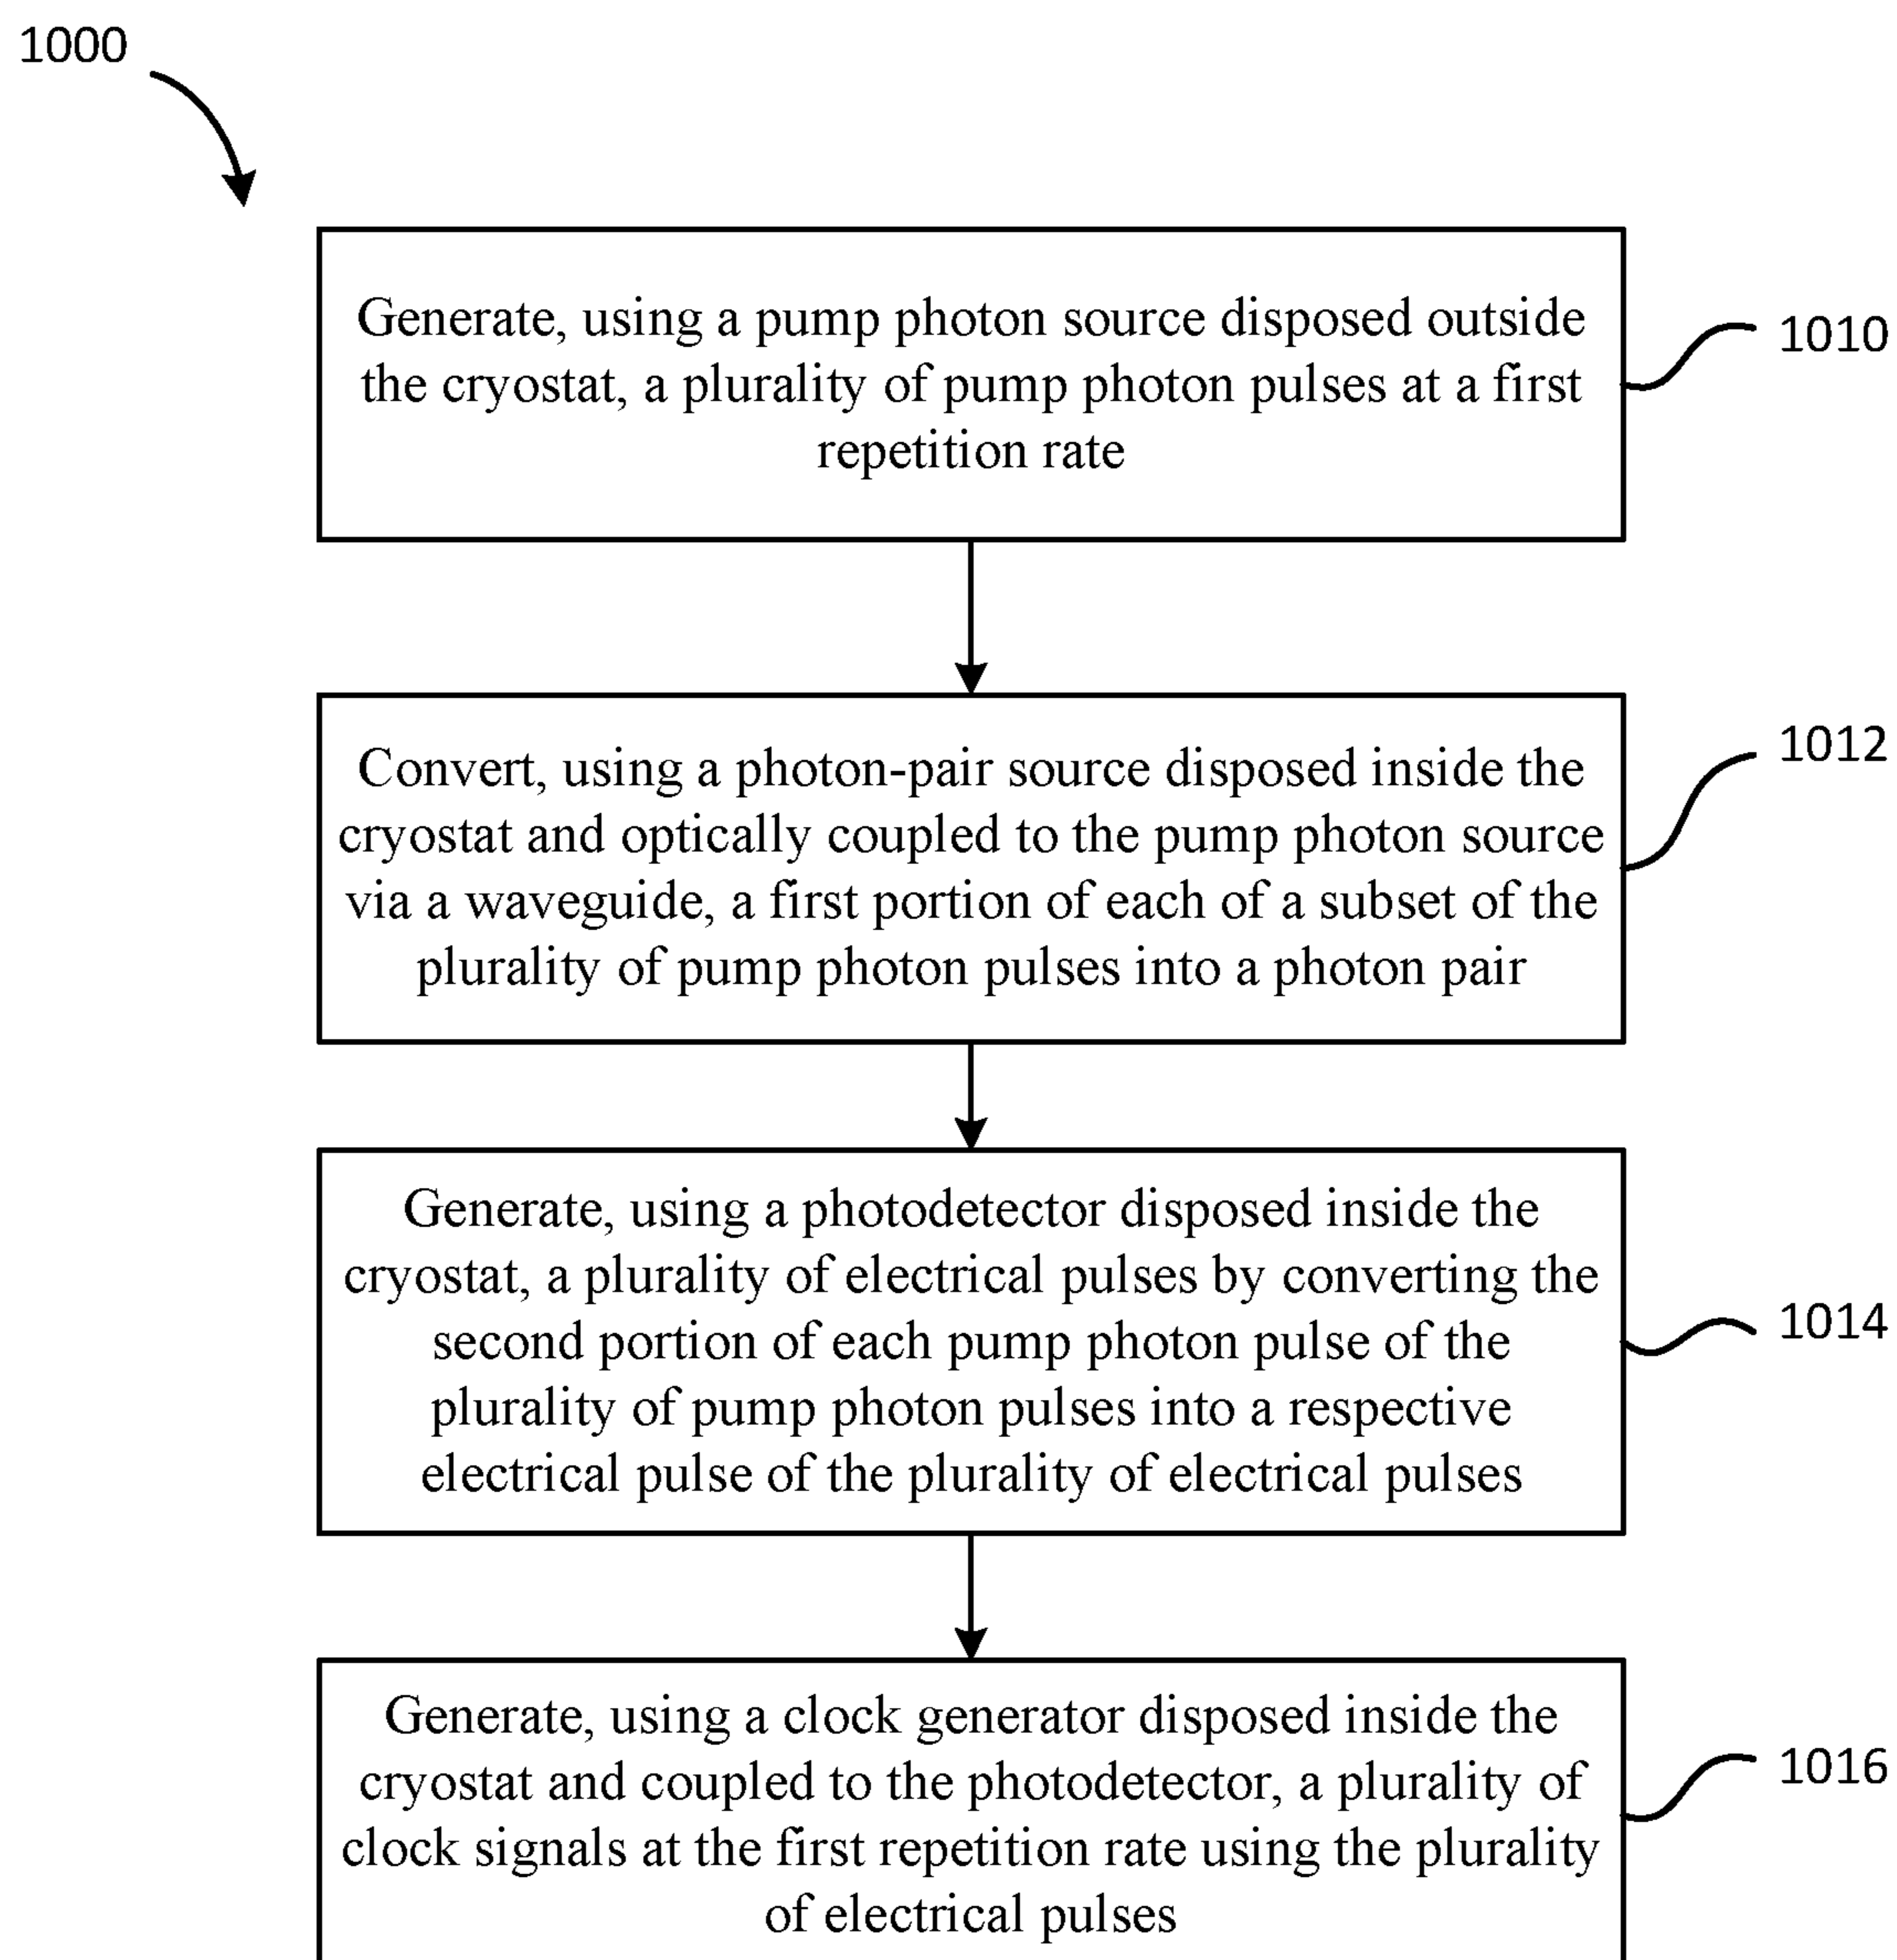 1000
Generate, using a pump photon source disposed outside
the cryostat, a plurality of pump photon pulses at a first
repetition rate
1010
Convert, using a photon-pair source disposed inside the
cryostat and optically coupled to the pump photon source
via a waveguide, a first portion of each of a subset of the
plurality of pump photon pulses into a photon pair
1012
Generate, using a photodetector disposed inside the
cryostat, a plurality of electrical pulses by converting the
second portion of each pump photon pulse of the
plurality of pump photon pulses into a respective
electrical pulse of the plurality of electrical pulses
1014
Generate, using a clock generator disposed inside the
cryostat and coupled to the photodetector, a plurality of
clock signals at the first repetition rate using the plurality
of electrical pulses
1016